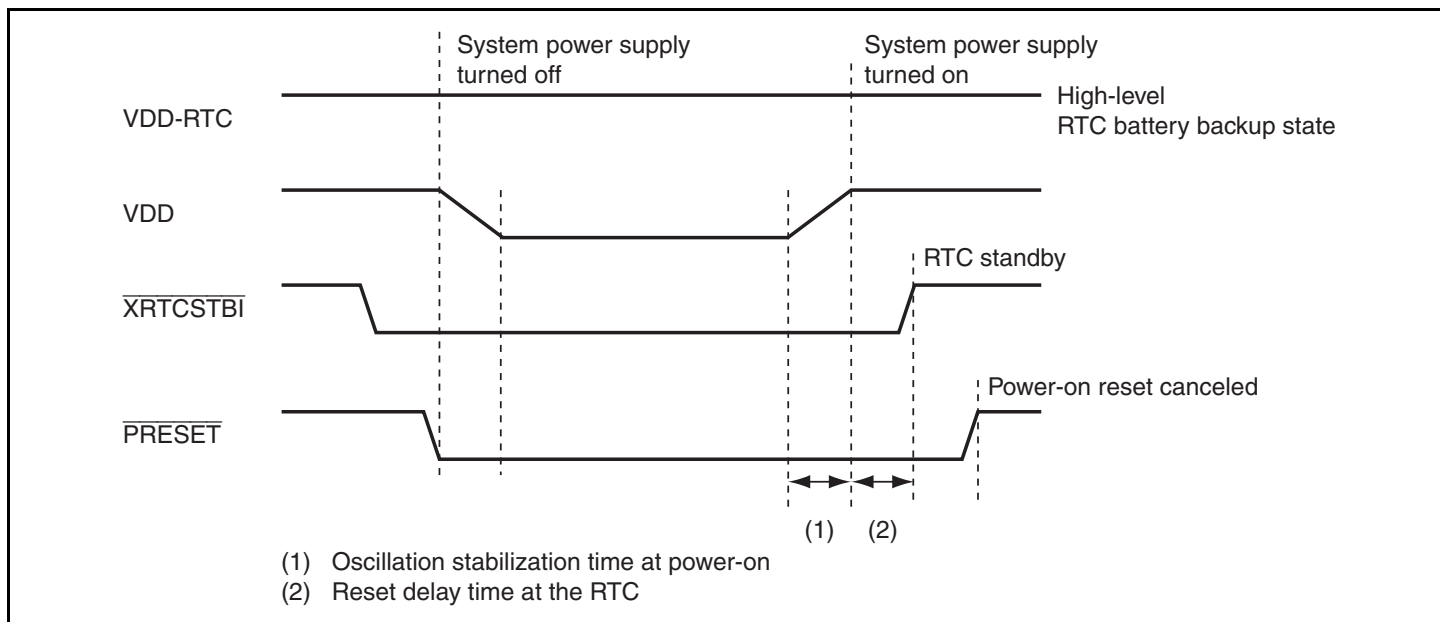 System power supply
turned off
System power supply
turned on
VDD-RTC
High-level
RTC battery backup state
VDD
RTC standby
XRTCSTBI
Power-on reset canceled
PRESET
(1)
(2)
(1) Oscillation stabilization time at power-on
(2) Reset delay time at the RTC